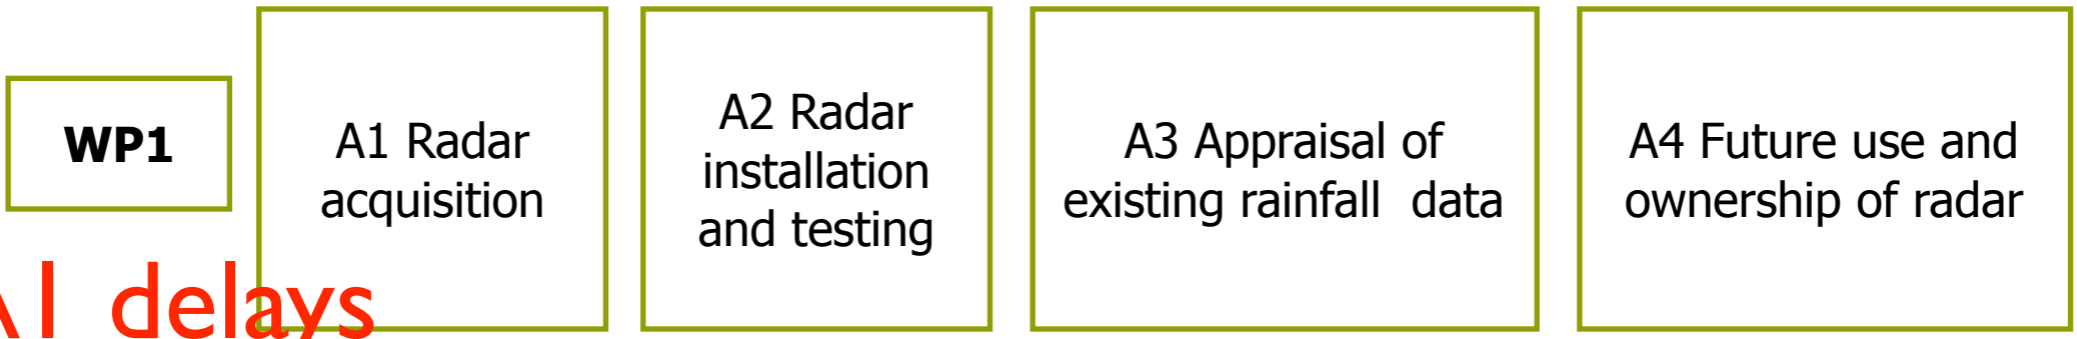 WP1
A1 Radar
acquisition
A2 Radar
installation
and testing
A3 Appraisal of
existing rainfall data
A4 Future use and
ownership of radar
A1 delays